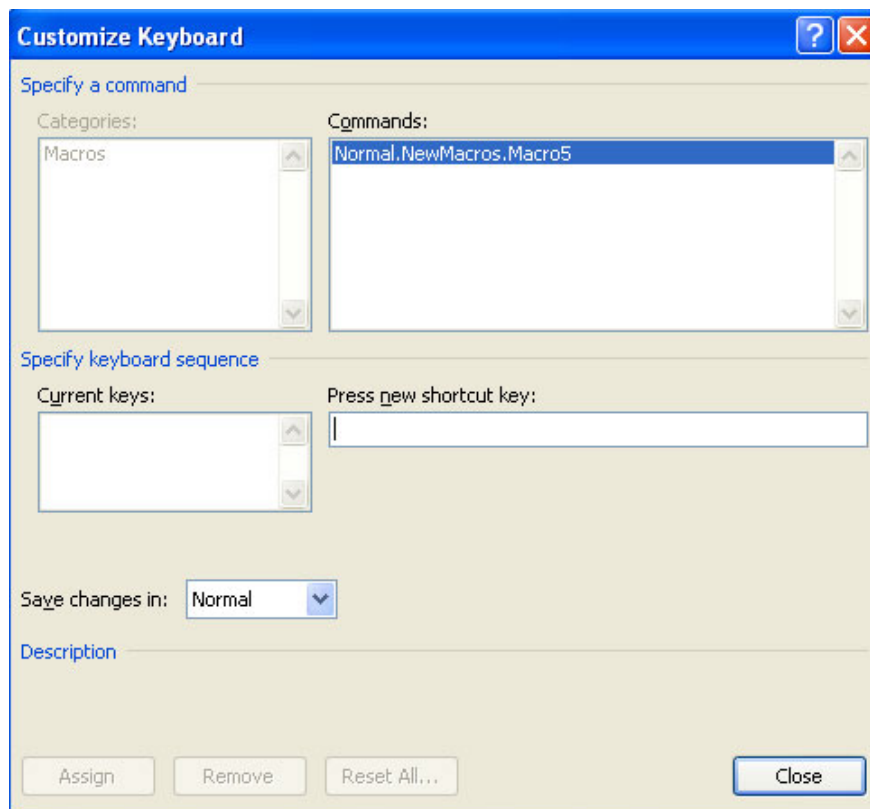 Customize Keyboard
Specify a command
Categories:
Commands:
Macros
Normal.NewMacros.Macro5
Specify keyboard sequence
Current keys:
Press new shortcut key:
Save changes in:
Normal
Description
Assign
Remove
Reset All...
Close